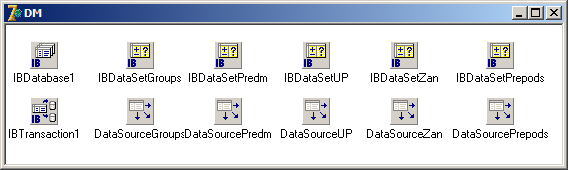 DM
IBDatabase1 IBDataSetGroups IBDataSetPredm IBDataSetUP IBDataSetZan IBDataSetPrepods
IBTransaction1 DataSourceGroups DataSourcePredm DataSourceUP DataSourceZan DataSourcePrepods